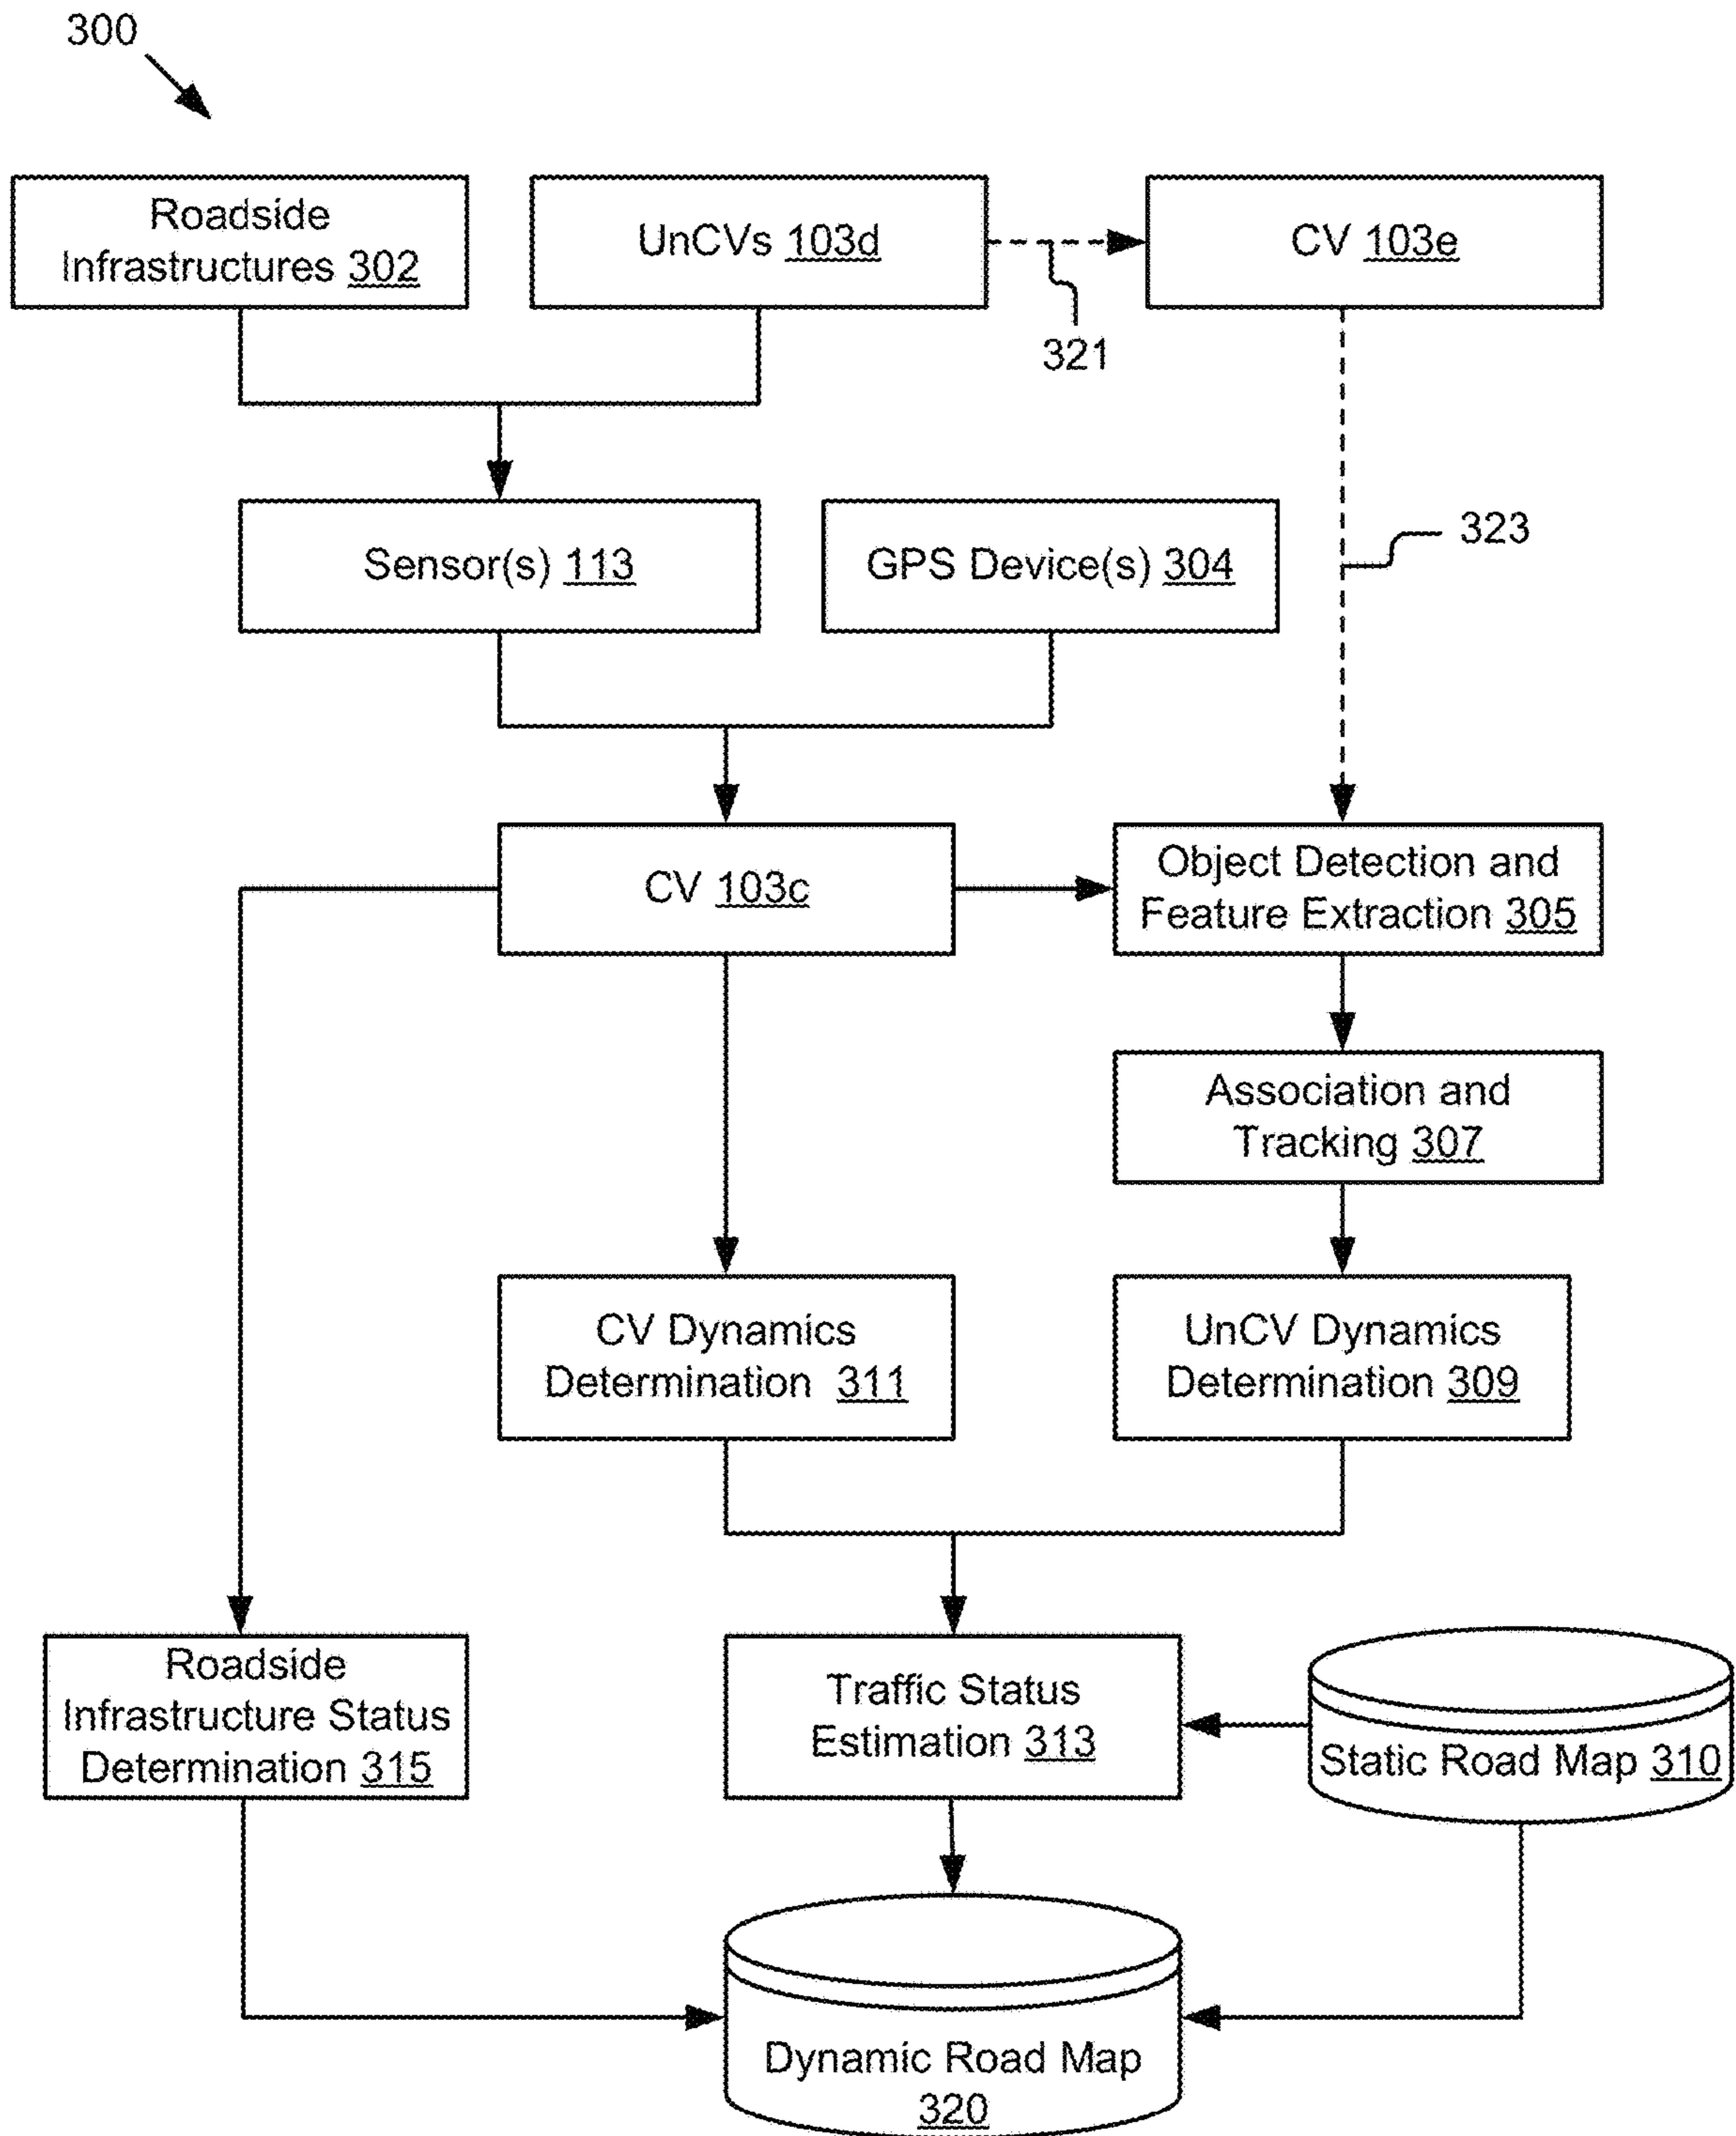 300
Roadside
Infrastructures 302
UnCVs 103d
CV 103e
321
Sensor(s) 113
GPS Device(s) 304
323
CV 103c
Object Detection and
Feature Extraction 305
Association and
Tracking 307
CV Dynamics
Determination 311
UnCV Dynamics
Determination 309
Roadside
Infrastructure Status
Determination 315
Traffic Status
Estimation 313
Static Road Map 310
Dynamic Road Map
320